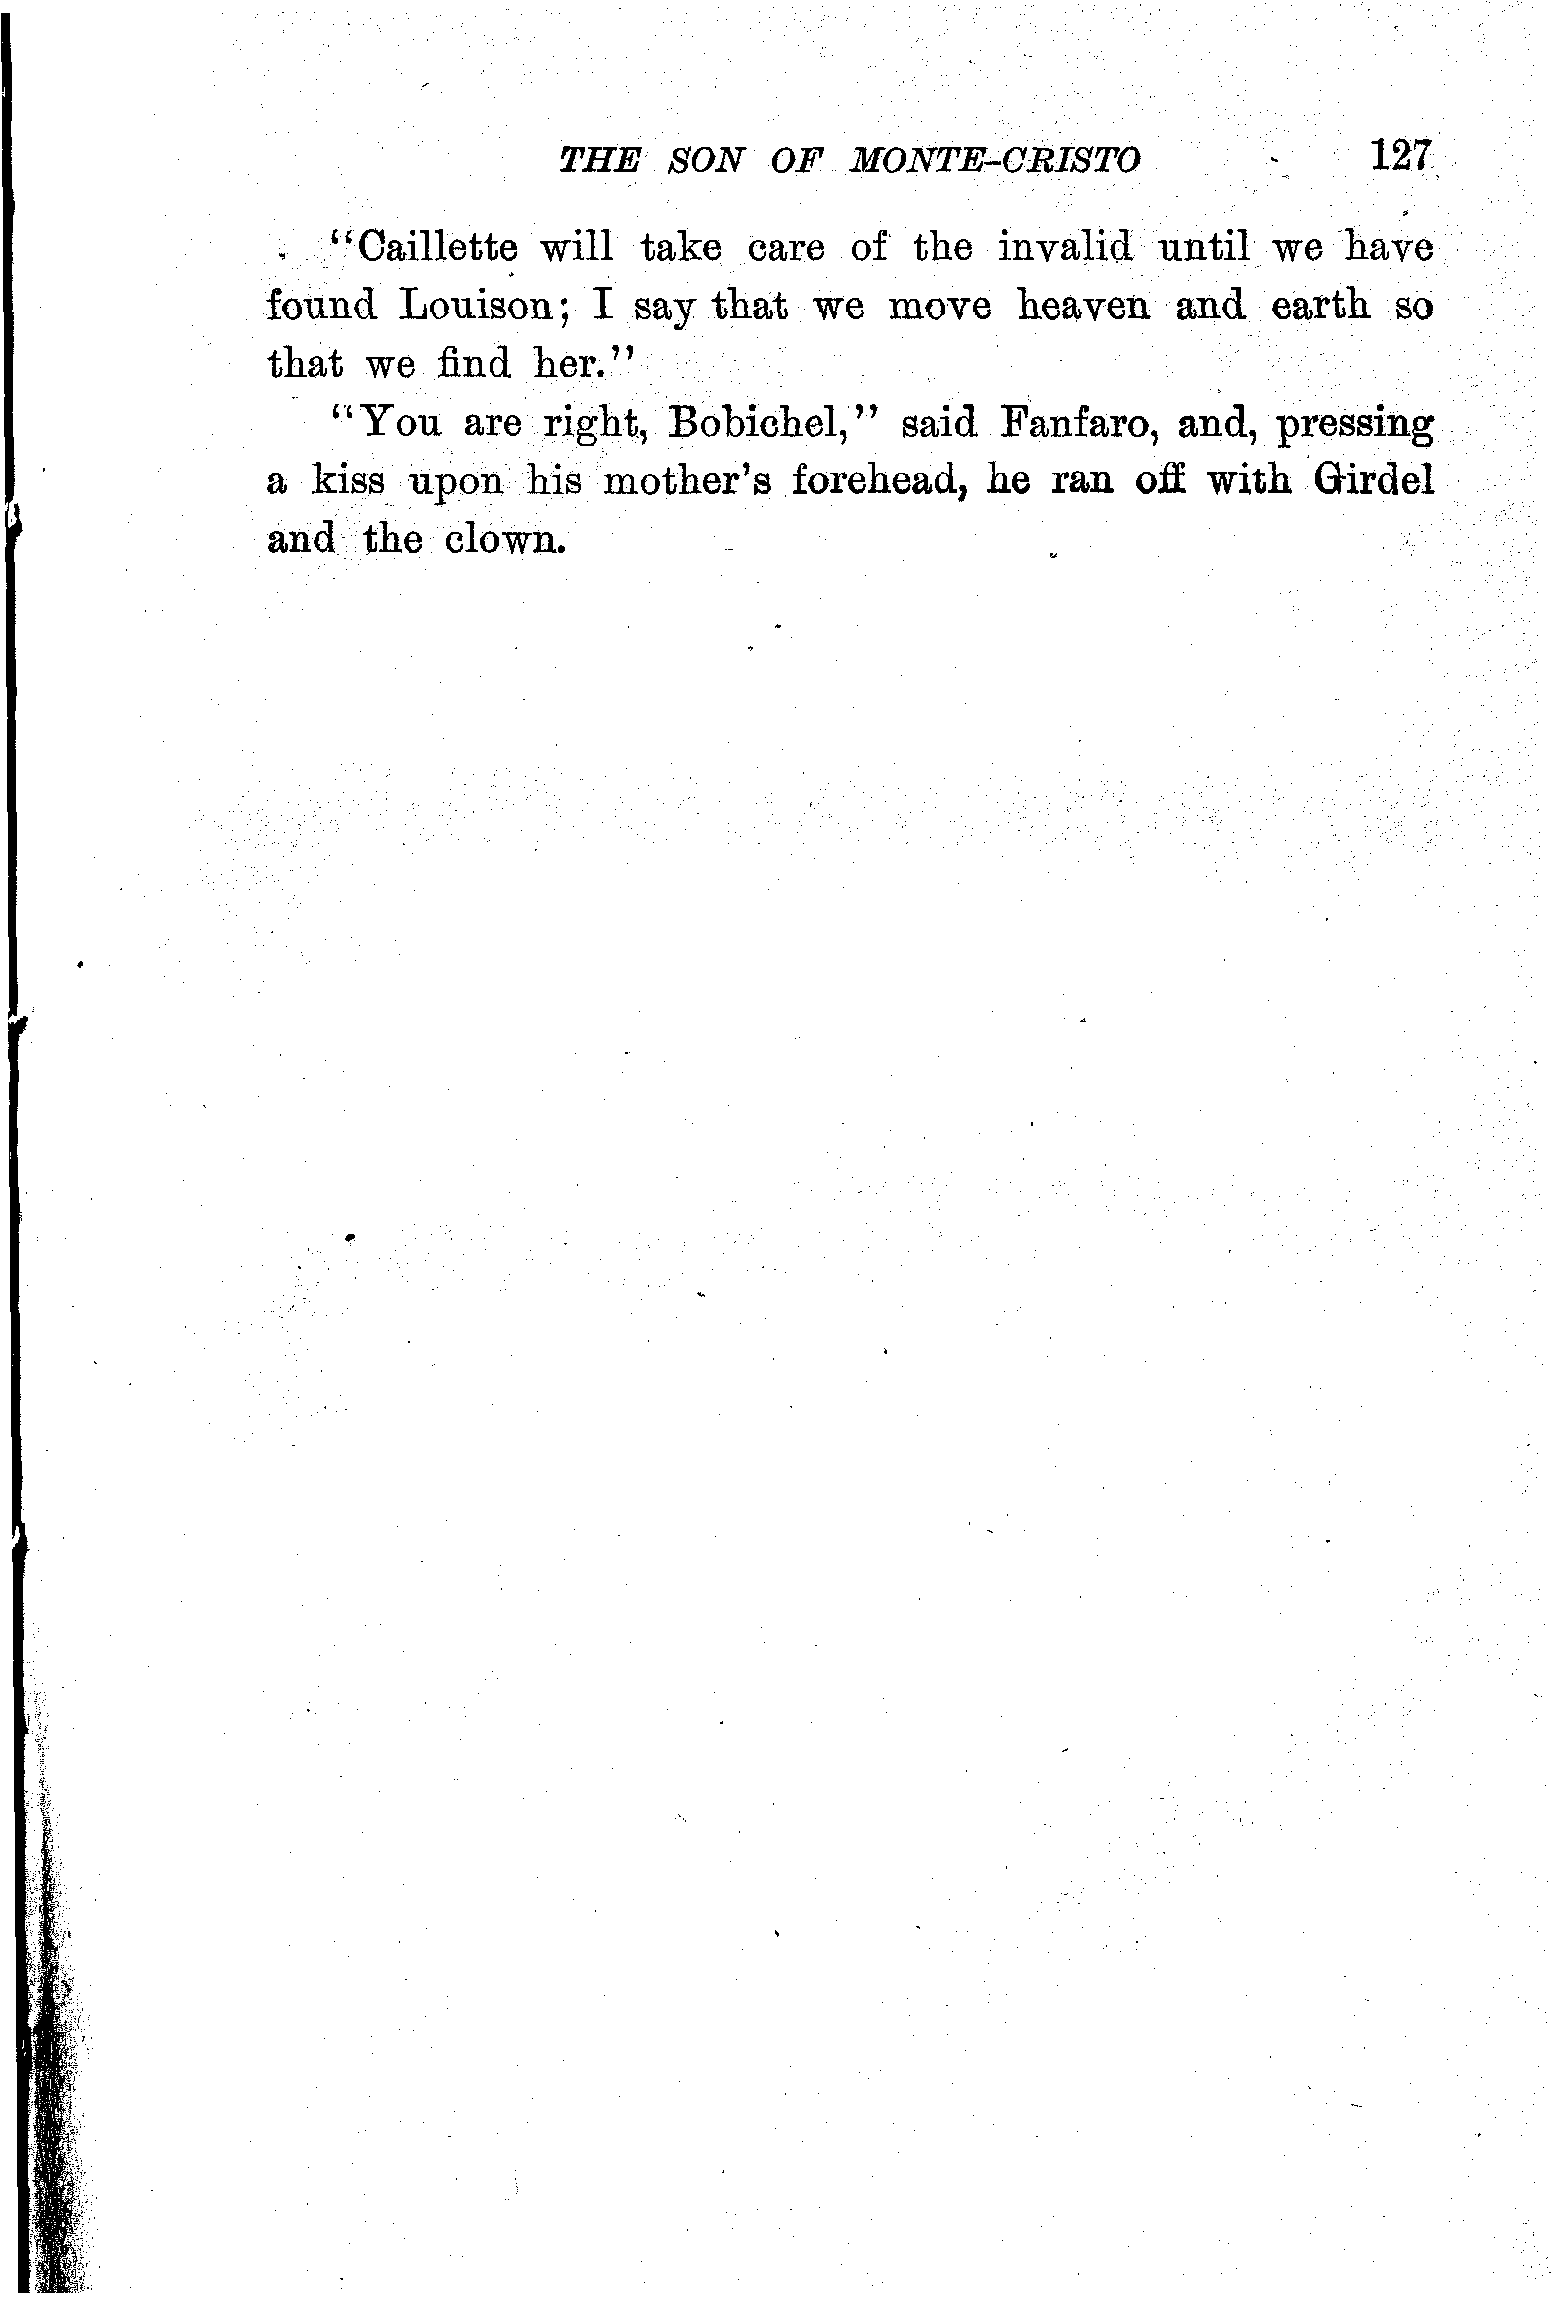 THE SON OF MONTE-CRISTO 127
"Caillette will take care of the invalid until we have
found Louison; I say that we move heaven and earth so
that we find her."
"You are right, Bobichel," said Fanfaro, and, pressing
a kiss upon his mother's forehead, he ran off with Girdel
and the clown.